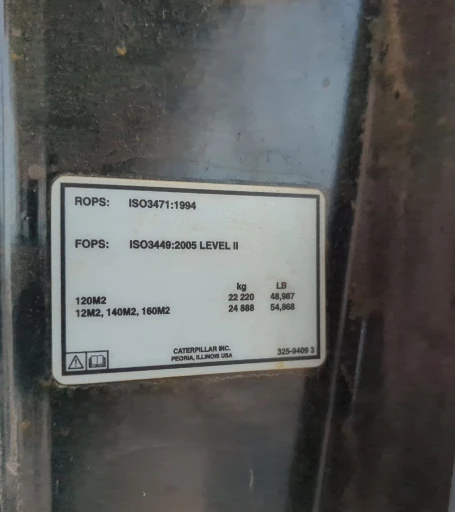 ROPS: ISO3471:1994
FOPS: ISO3449:2005 LEVEL II
kg LB
120M2 22 220 48,987
12M2, 140M2, 160M2 24 888 54,868
CATERPILLAR INC.
PEORIA, ILLINOIS USA
325-9409 3